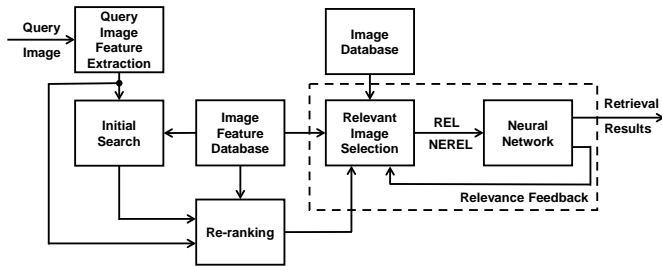 Query
Image
Query
Image
Feature
Extraction
Image
Database
Initial
Search
Image
Feature
Database
Relevant
Image
Selection
REL
NEREL
Neural
Network
Retrieval
Results
Relevance Feedback
Re-ranking